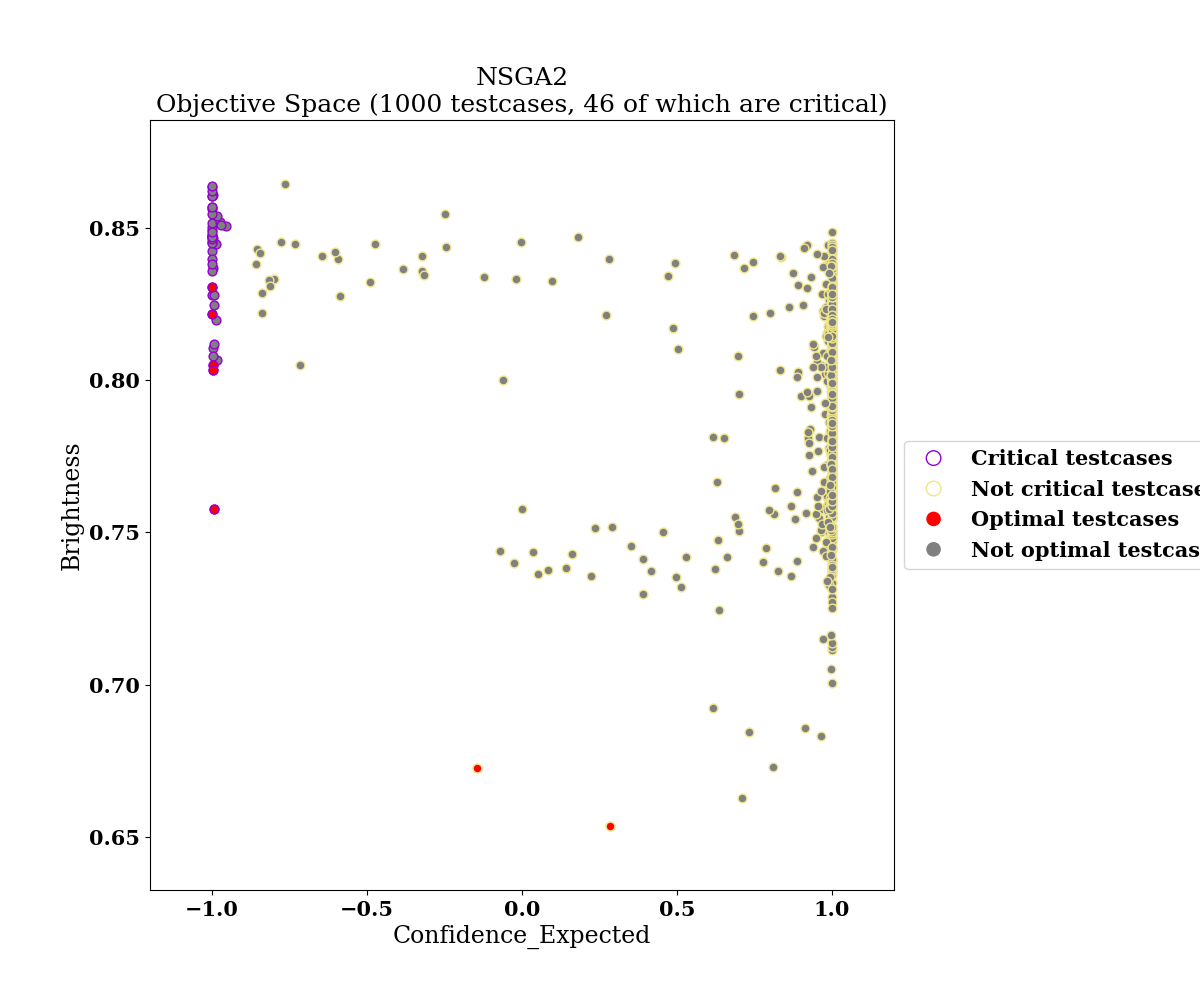 NSGA2
Objective Space (1000 testcases, 46 of which are critical)
0.85
0.80
0.75
0.70
0.65
Brightness
−1.0
−0.5
0.0
0.5
1.0
Confidence_Expected
Critical testcases
Not critical testcase
Optimal testcases
Not optimal testcas